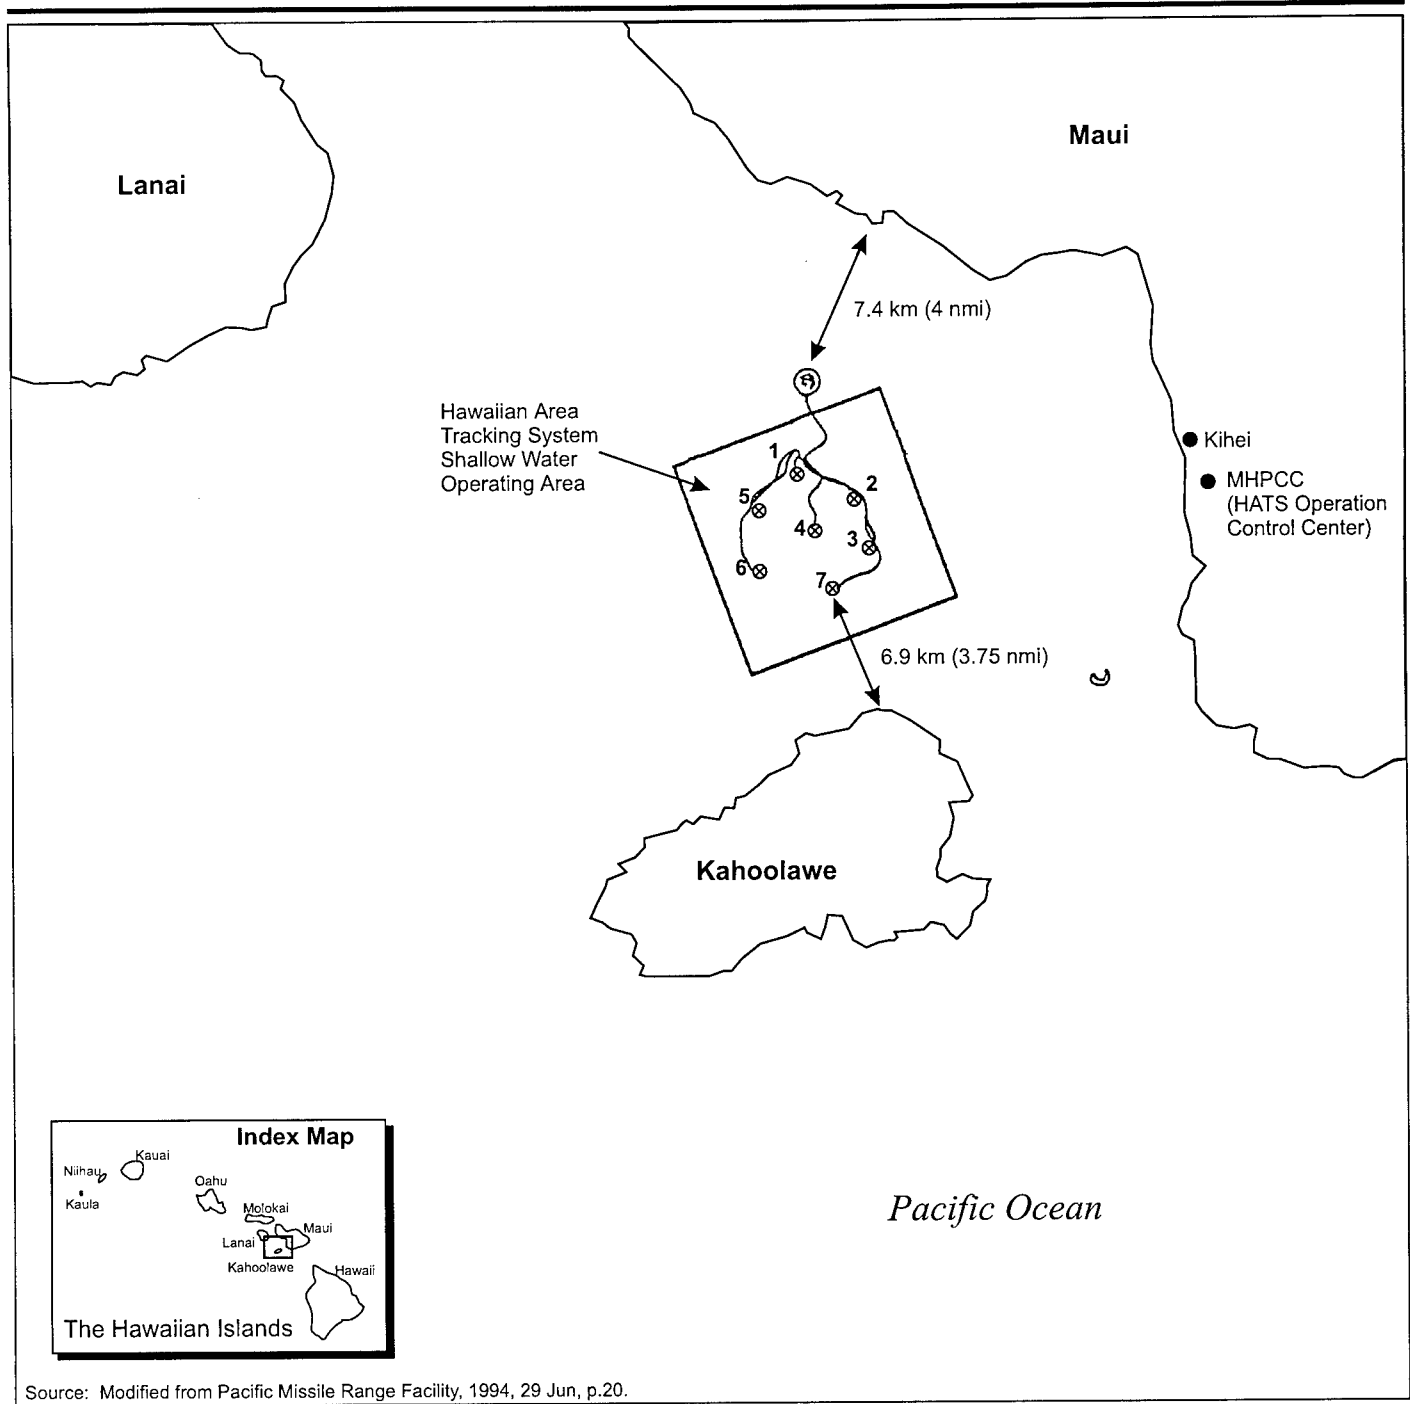 Maui
Lanai
7.4 km (4 nmi)
Hawaiian Area
Tracking System
Shallow Water
Operating Area
1
2
5
4
3
6
7
Kihei
MHPCC
(HATS Operation
Control Center)
6.9 km (3.75 nmi)
Kahoolawe
Pacific Ocean
Index Map
Kauai
Niihau
Kaula
Oahu
Molokai
Maui
Lanai
Kahoolawe
Hawaii
The Hawaiian Islands
Source: Modified from Pacific Missile Range Facility, 1994, 29 Jun, p.20.